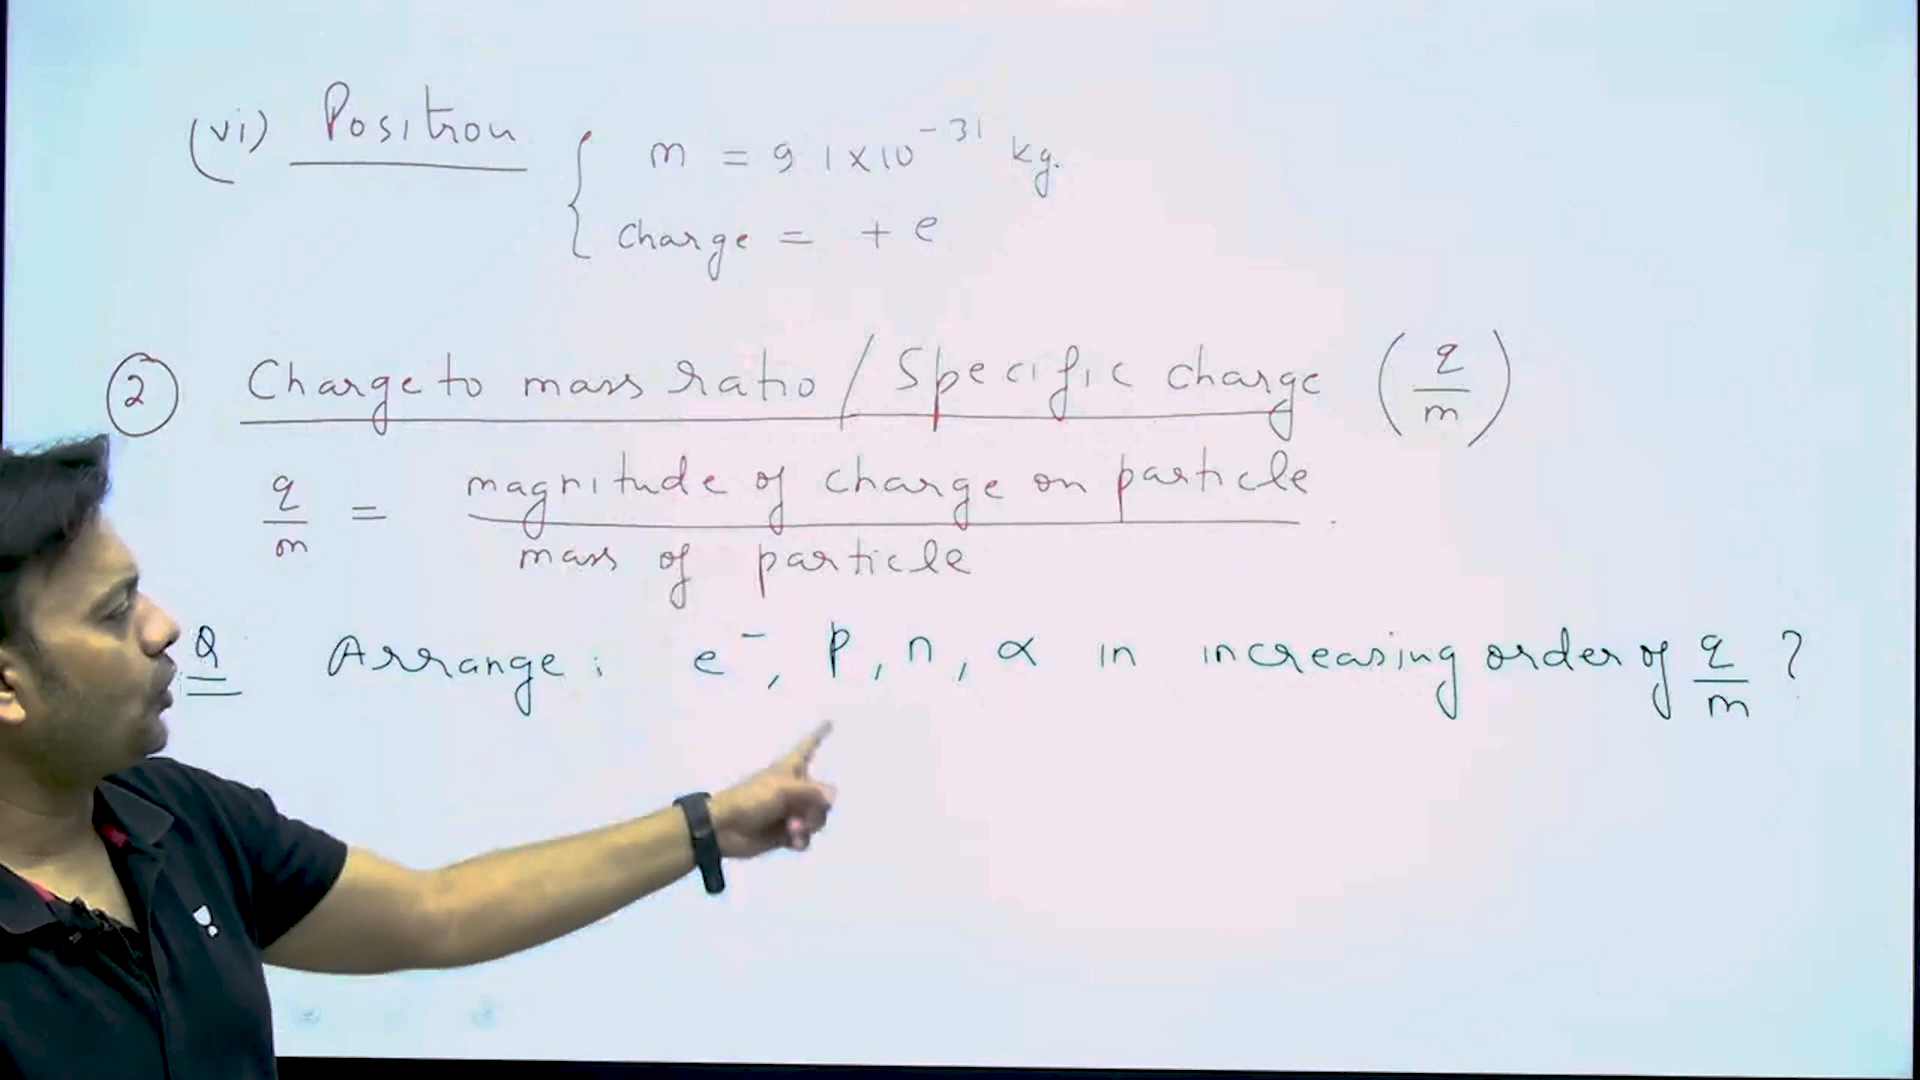 (vi) Positron
m = 9.1×10⁻³¹ kg.
charge = + e
② Charge to mass ratio / Specific charge (q/m)
q/m = magnitude of charge on particle / mass of particle
Q Arrange : e⁻, p, n, α in increasing order of q/m ?